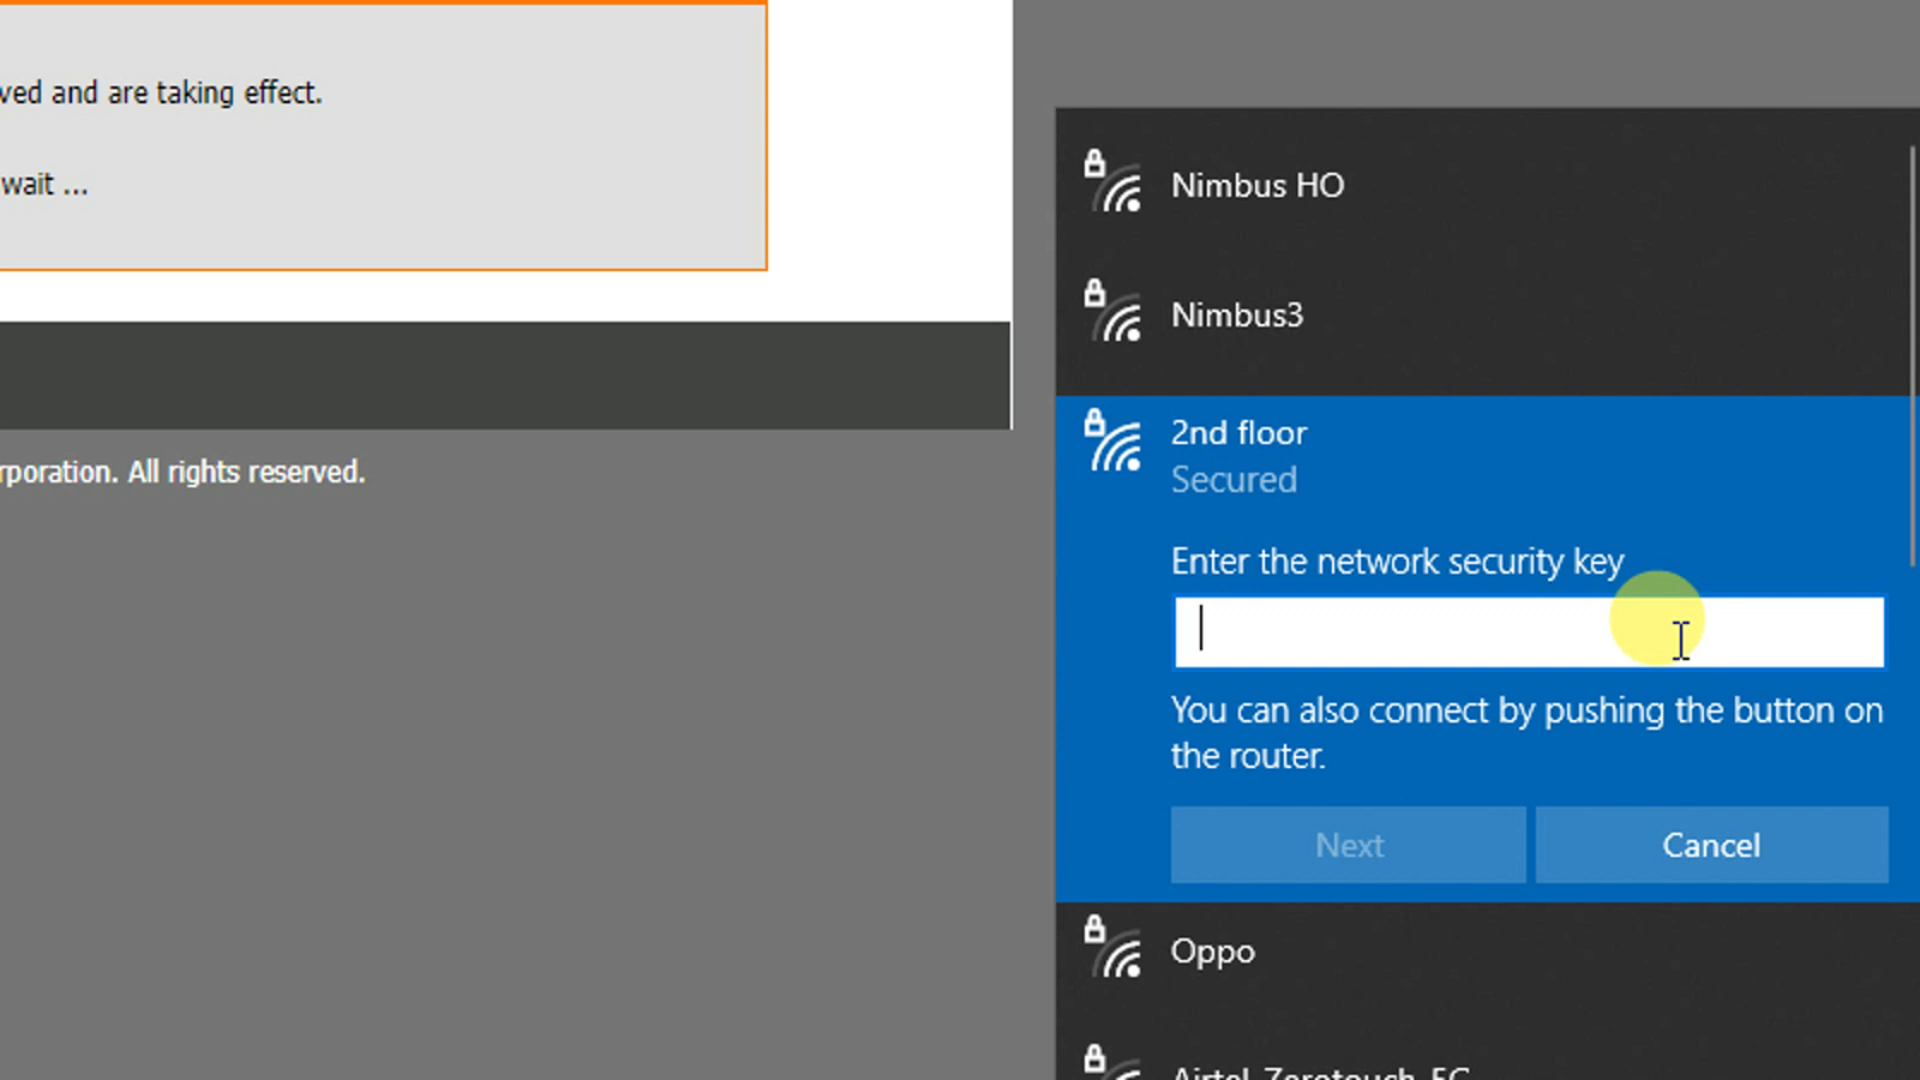 ved and are taking effect.
wait ...
rporation. All rights reserved.
Nimbus HO
Nimbus3
2nd floor
Secured
Enter the network security key
You can also connect by pushing the button on
the router.
Next
Cancel
Oppo
Airtel_Zerotouch_5G